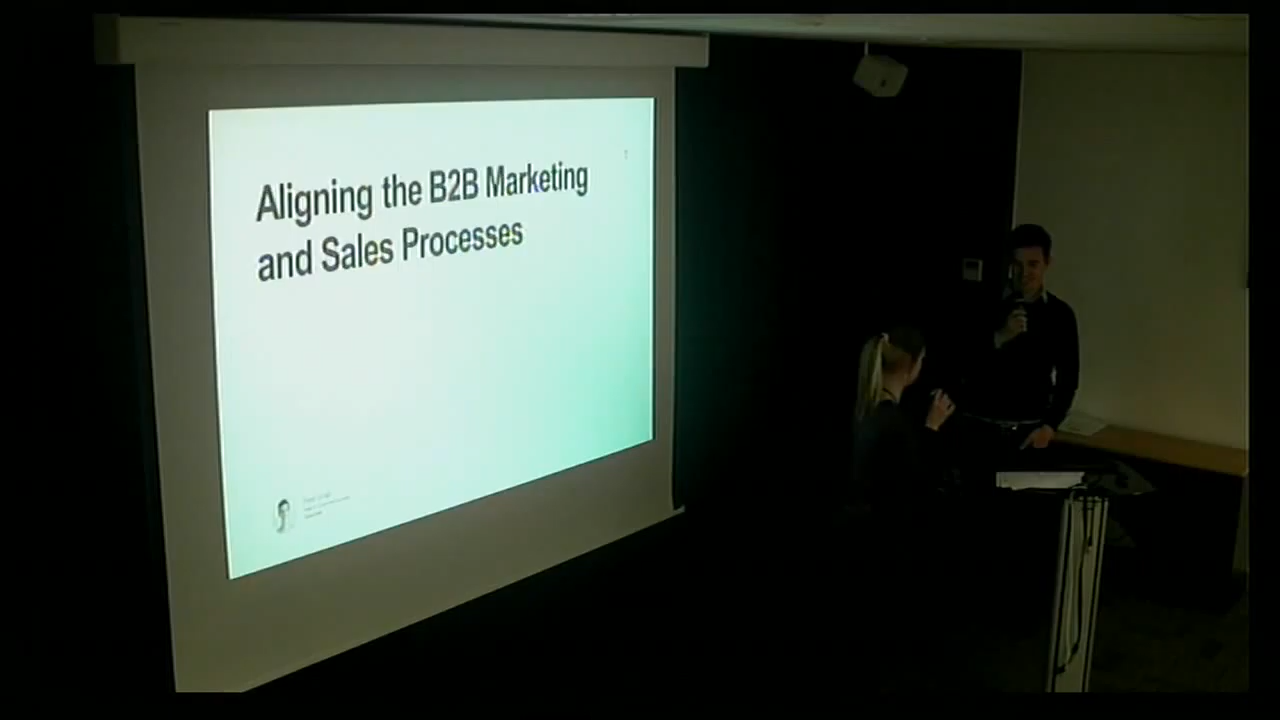 Aligning the B2B Marketing
and Sales Processes